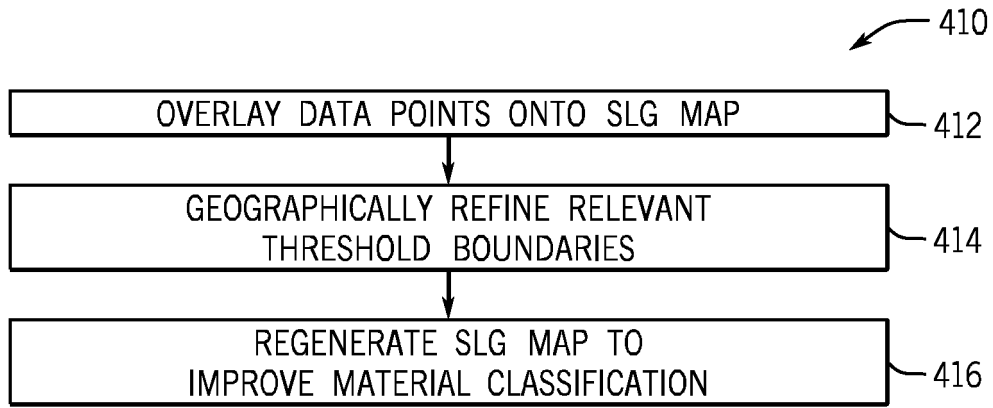 410
OVERLAY DATA POINTS ONTO SLG MAP
412
GEOGRAPHICALLY REFINE RELEVANT
THRESHOLD BOUNDARIES
414
REGENERATE SLG MAP TO
IMPROVE MATERIAL CLASSIFICATION
416